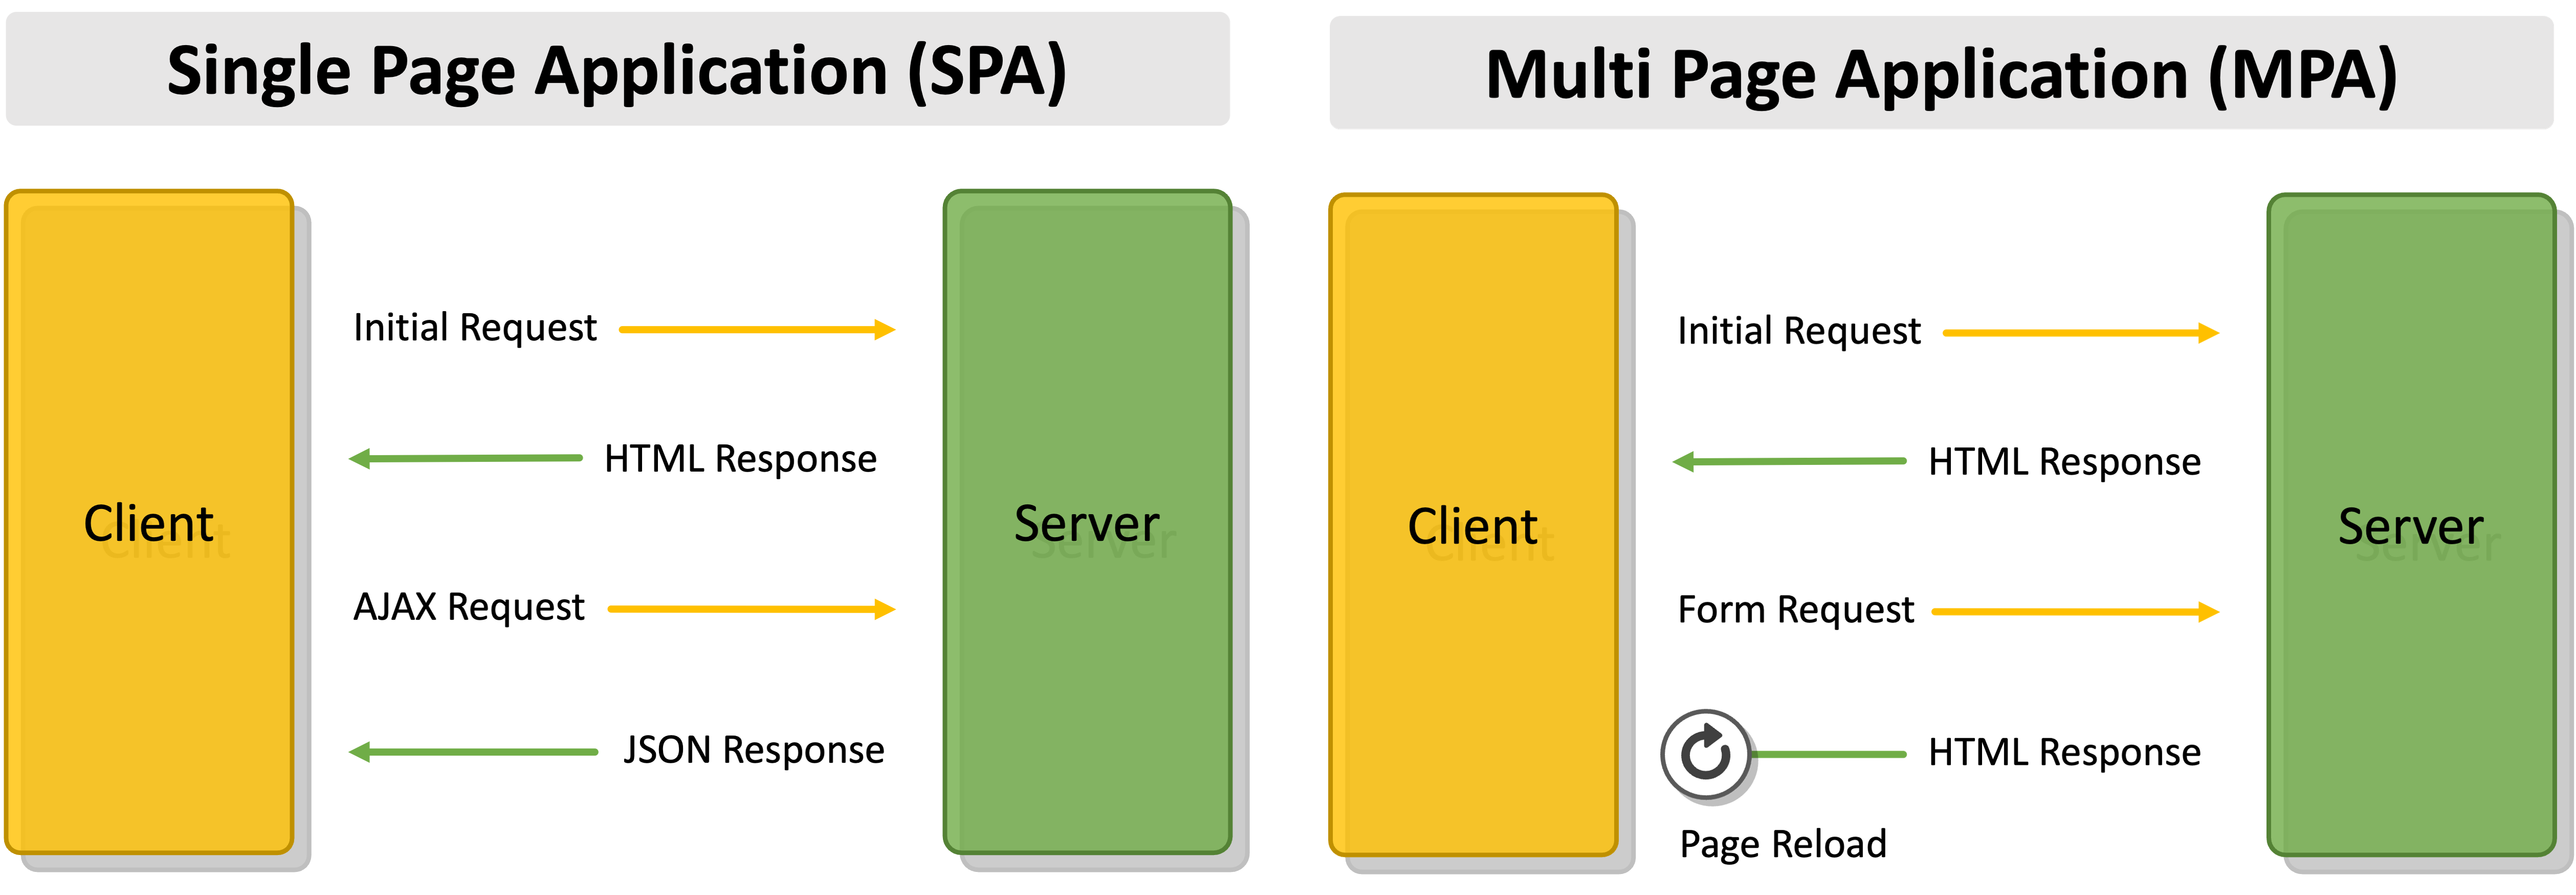 Single Page Application (SPA)
Client
Initial Request
HTML Response
AJAX Request
JSON Response
Server
Multi Page Application (MPA)
Client
Initial Request
HTML Response
Form Request
HTML Response
Page Reload
Server